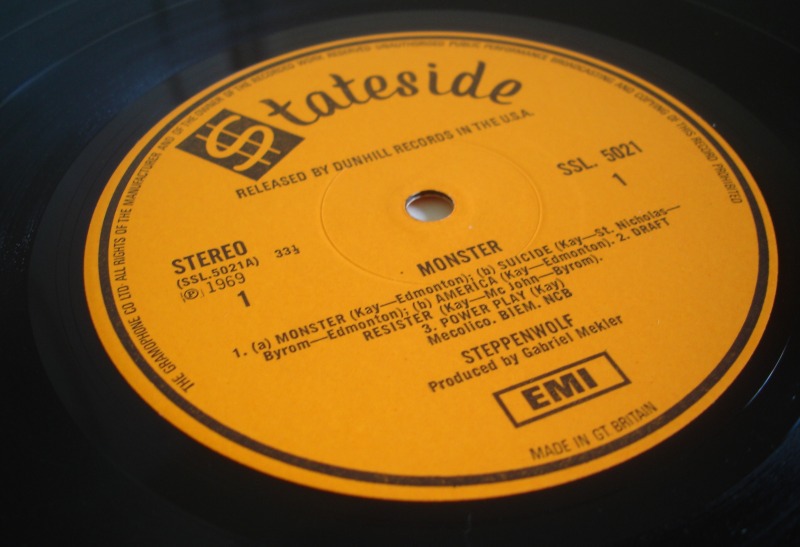 THE GRAMOPHONE CO LTD· ALL RIGHTS OF THE MANUFACTURER AND OF THE OWNER OF THE RECORDED WORK RESERVED· UNAUTHORISED PUBLIC PERFORMANCE BROADCASTING AND COPYING OF THIS RECORD PROHIBITED
Stateside
RELEASED BY DUNHILL RECORDS IN THE U.S.A.
SSL. 5021
1
STEREO 33⅓
(SSL.5021A)
℗ 1969
1
MONSTER
1. (a) MONSTER (Kay—Edmonton); (b) SUICIDE (Kay—St. Nicholas—
Byrom—Edmonton); (b) AMERICA (Kay—Edmonton). 2. DRAFT
RESISTER (Kay—Mc John—Byrom).
3. POWER PLAY (Kay)
Mecolico. BIEM. NCB
STEPPENWOLF
Produced by Gabriel Mekler
EMI
MADE IN GT BRITAIN